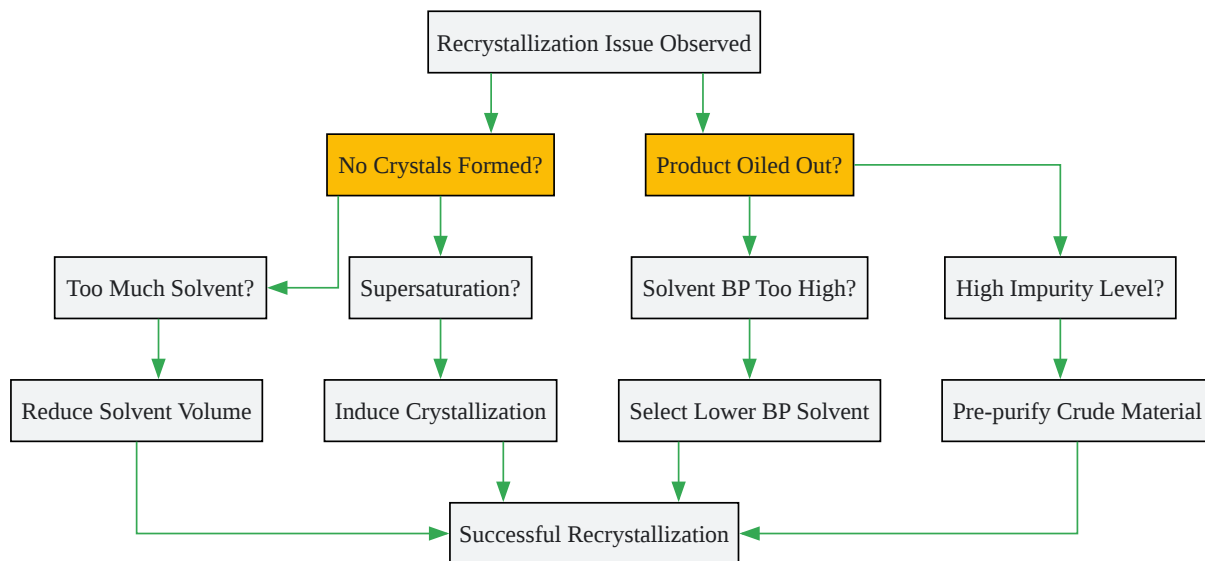 Recrystallization Issue Observed
No Crystals Formed?
Product Oiled Out?
Too Much Solvent?
Supersaturation?
Solvent BP Too High?
High Impurity Level?
Reduce Solvent Volume
Induce Crystallization
Select Lower BP Solvent
Pre-purify Crude Material
Successful Recrystallization